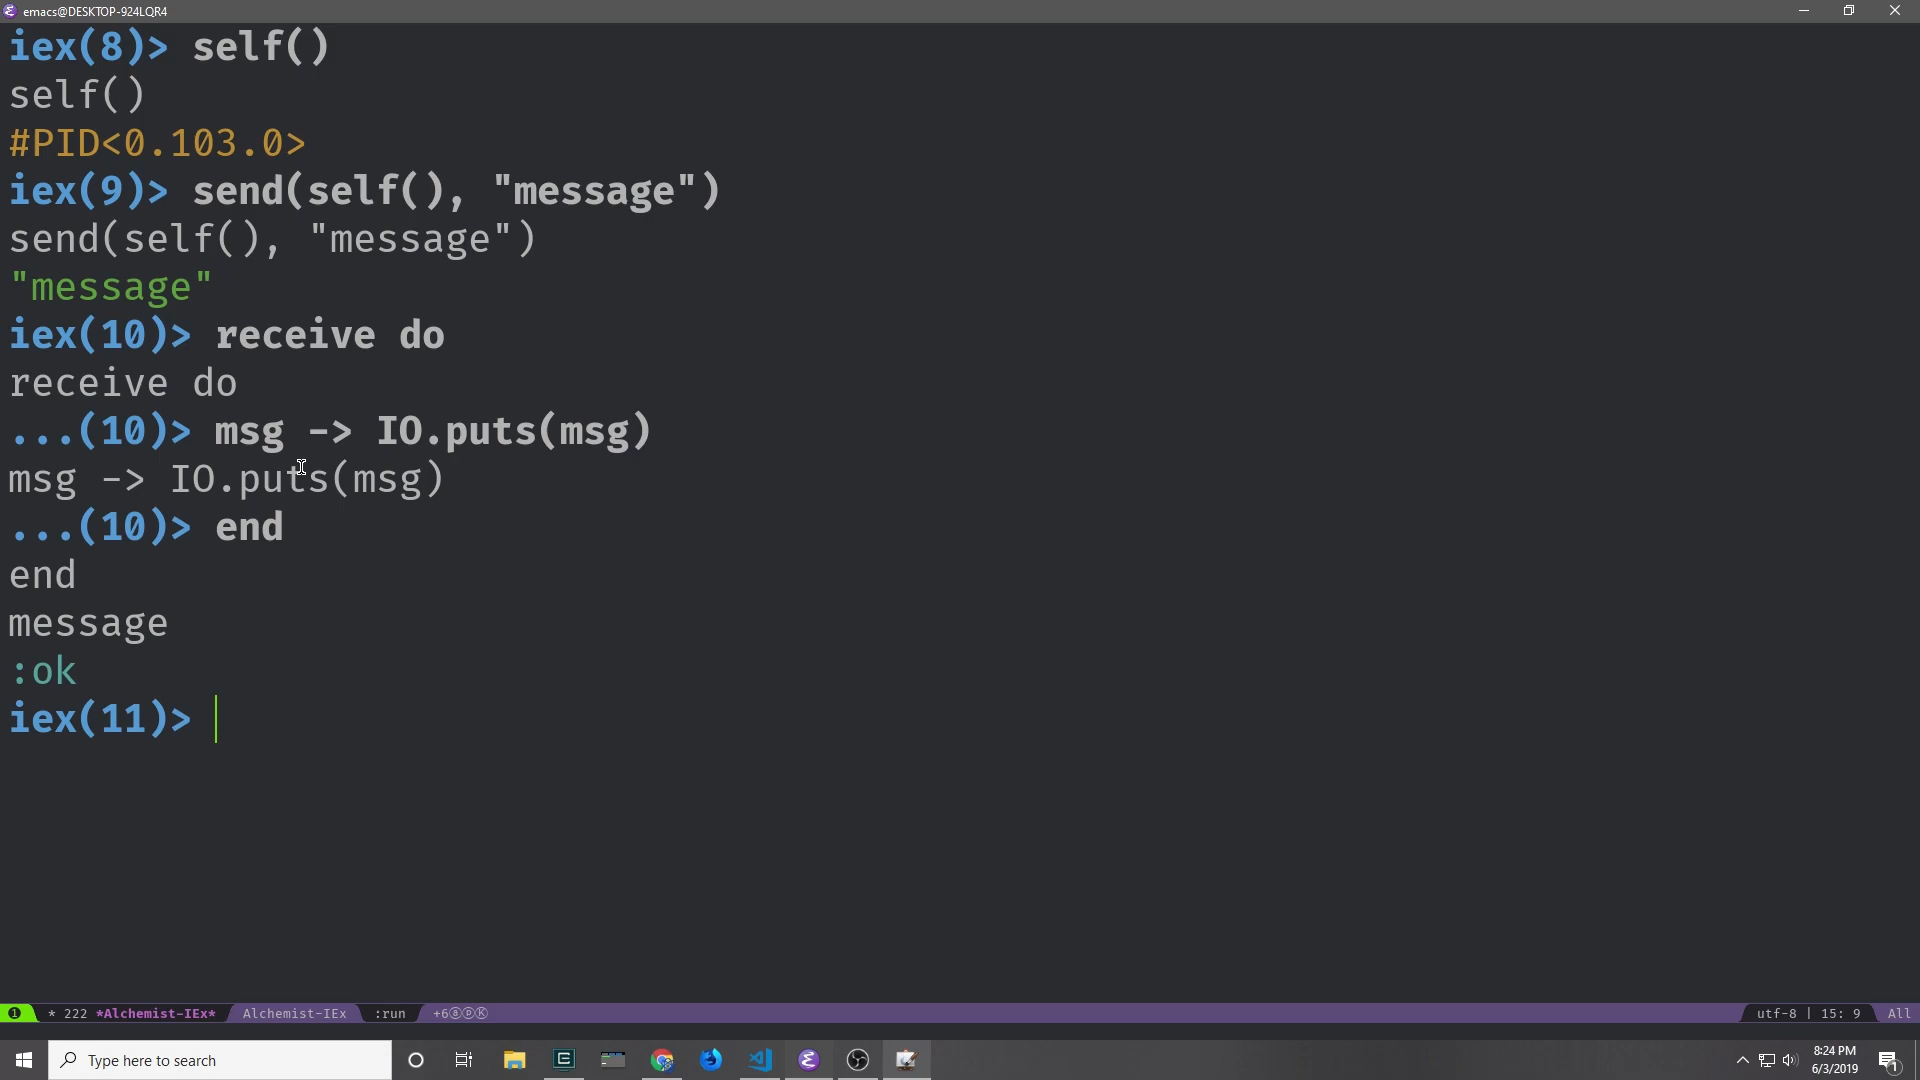 emacs@DESKTOP-924LQR4
iex(8)> self()
self()
#PID<0.103.0>
iex(9)> send(self(), "message")
send(self(), "message")
"message"
iex(10)> receive do
receive do
...(10)> msg -> IO.puts(msg)
msg -> IO.puts(msg)
...(10)> end
end
message
:ok
iex(11)>
1 * 222 *Alchemist-IEx* Alchemist-IEx :run +6ⓐⓟⓀ utf-8 | 15: 9 All
Type here to search
8:24 PM
6/3/2019
1